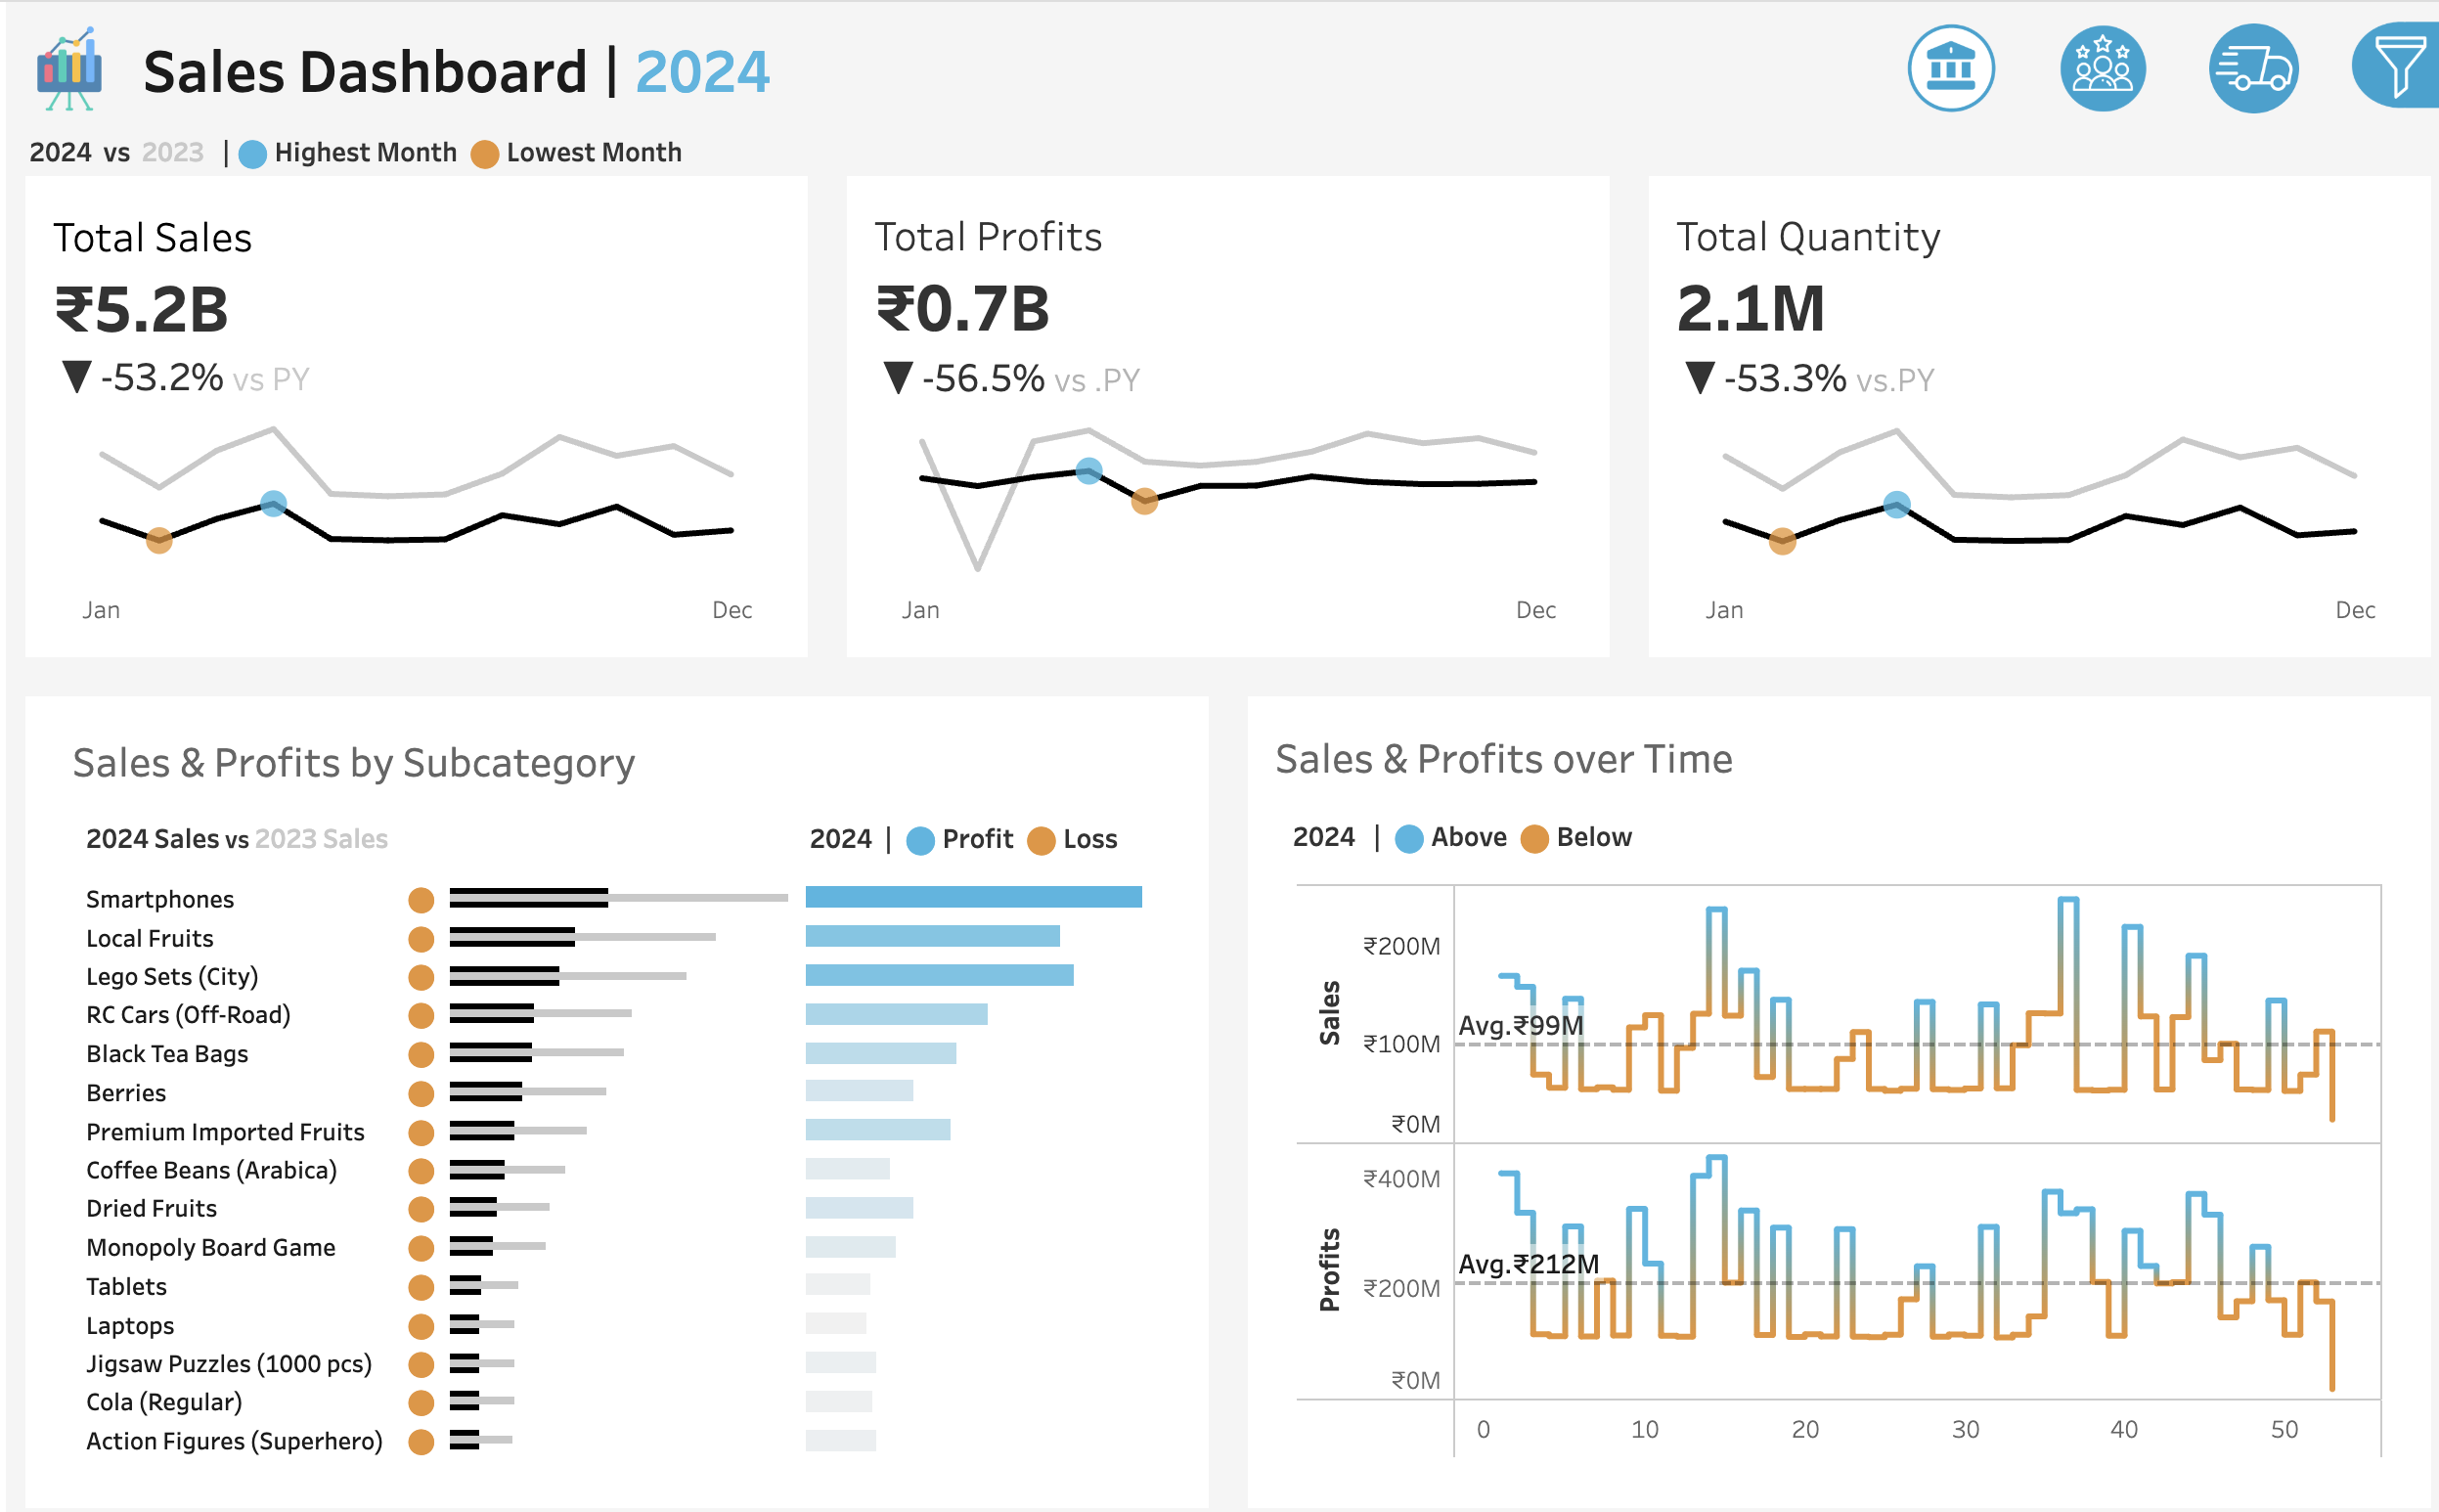 Sales Dashboard | 2024
2024 vs 2023 | Highest Month Lowest Month
Total Sales
₹5.2B
▼ -53.2% vs PY
Jan Dec
Total Profits
₹0.7B
▼ -56.5% vs .PY
Jan Dec
Total Quantity
2.1M
▼ -53.3% vs.PY
Jan Dec
Sales & Profits by Subcategory
2024 Sales vs 2023 Sales
2024 | Profit Loss
Smartphones
Local Fruits
Lego Sets (City)
RC Cars (Off-Road)
Black Tea Bags
Berries
Premium Imported Fruits
Coffee Beans (Arabica)
Dried Fruits
Monopoly Board Game
Tablets
Laptops
Jigsaw Puzzles (1000 pcs)
Cola (Regular)
Action Figures (Superhero)
Sales & Profits over Time
2024 | Above Below
Sales
₹200M
Avg.₹99M
₹100M
₹0M
Profits
₹400M
Avg.₹212M
₹200M
₹0M
0 10 20 30 40 50